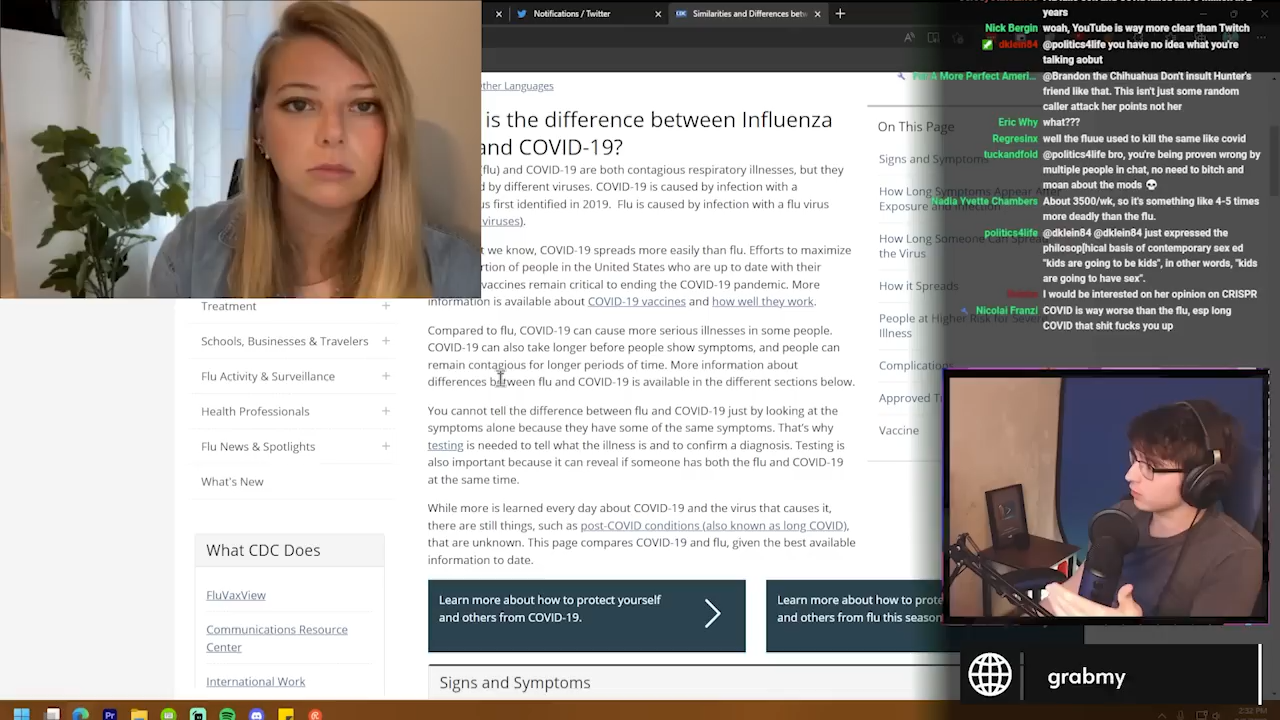 Notifications / Twitter
Similarities and Differences betw
Other Languages
is the difference between Influenza
and COVID-19?
(flu) and COVID-19 are both contagious respiratory illnesses, but they
by different viruses. COVID-19 is caused by infection with a
first identified in 2019. Flu is caused by infection with a flu virus
viruses).
we know, COVID-19 spreads more easily than flu. Efforts to maximize
of people in the United States who are up to date with their
vaccines remain critical to ending the COVID-19 pandemic. More
information is available about COVID-19 vaccines and how well they work.
Compared to flu, COVID-19 can cause more serious illnesses in some people.
COVID-19 can also take longer before people show symptoms, and people can
remain contagious for longer periods of time. More information about
differences between flu and COVID-19 is available in the different sections below.
You cannot tell the difference between flu and COVID-19 just by looking at the
symptoms alone because they have some of the same symptoms. That's why
testing is needed to tell what the illness is and to confirm a diagnosis. Testing is
also important because it can reveal if someone has both the flu and COVID-19
at the same time.
While more is learned every day about COVID-19 and the virus that causes it,
there are still things, such as post-COVID conditions (also known as long COVID),
that are unknown. This page compares COVID-19 and flu, given the best available
information to date.
Learn more about how to protect yourself
and others from COVID-19.
Learn more about how to prote
and others from flu this season
Signs and Symptoms
Treatment
Schools, Businesses & Travelers
Flu Activity & Surveillance
Health Professionals
Flu News & Spotlights
What's New
What CDC Does
FluVaxView
Communications Resource
Center
International Work
On This Page
Signs and Symptoms
How Long Symptoms Appear After
Exposure and Infection
How Long Someone Can Spread
the Virus
How it Spreads
People at Higher Risk for Severe
Illness
Complications
Approved T
Vaccine
years
Nick Bergin woah, YouTube is way more clear than Twitch
dklein84 @politics4life you have no idea what you're
talking aobut
A More Perfect Ameri... @Brandon the Chihuahua Don't insult Hunter's
friend like that. This isn't just some random
caller attack her points not her
Eric Why what???
Regresinx well the fluue used to kill the same like covid
tuckandfold @politics4life bro, you're being proven wrong by
multiple people in chat, no need to bitch and
moan about the mods
Nadia Yvette Chambers About 3500/wk, so it's something like 4-5 times
more deadly than the flu.
politics4life @dklein84 @dklein84 just expressed the
philosop[hical basis of contemporary sex ed
"kids are going to be kids", in other words, "kids
are going to have sex".
I would be interested on her opinion on CRISPR
Nicolai Franzi COVID is way worse than the flu, esp long
COVID that shit fucks you up
grabmy
2:52 PM